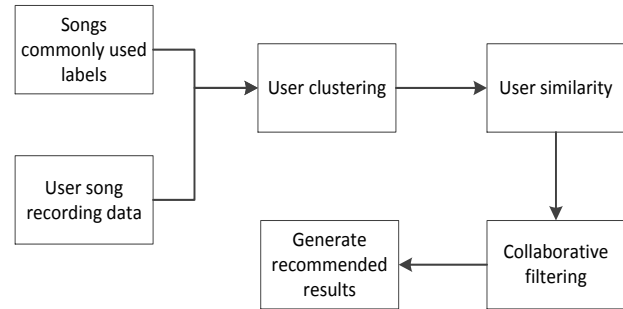 Songs
commonly used
labels
User clustering
User similarity
User song
recording data
Generate
recommended
results
Collaborative
filtering